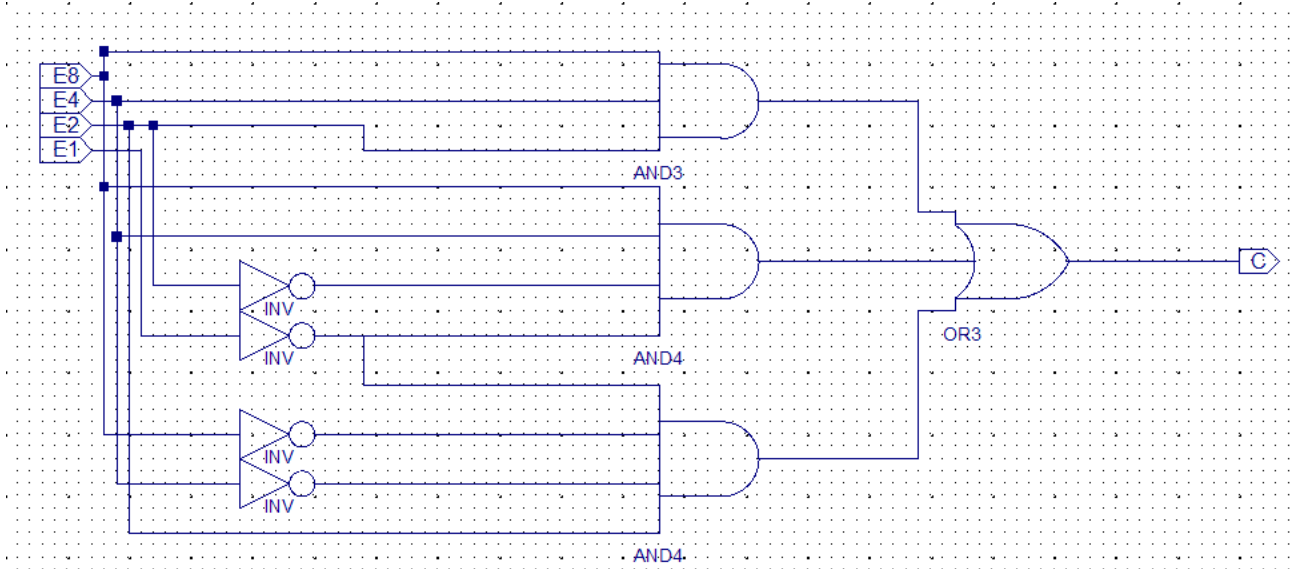 E8
E4
E2
E1
AND3
INV
INV
AND4
OR3
C
INV
INV
AND4